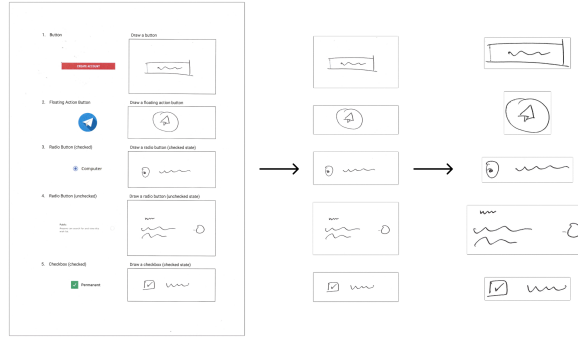 1. Button
Draw a button
2. Floating Action Button
Draw a floating action button
3. Radio Button (checked)
Draw a radio button (checked state)
Computer
4. Radio Button (unchecked)
Draw a radio button (unchecked state)
5. Checkbox (checked)
Draw a checkbox (checked state)
Permanent